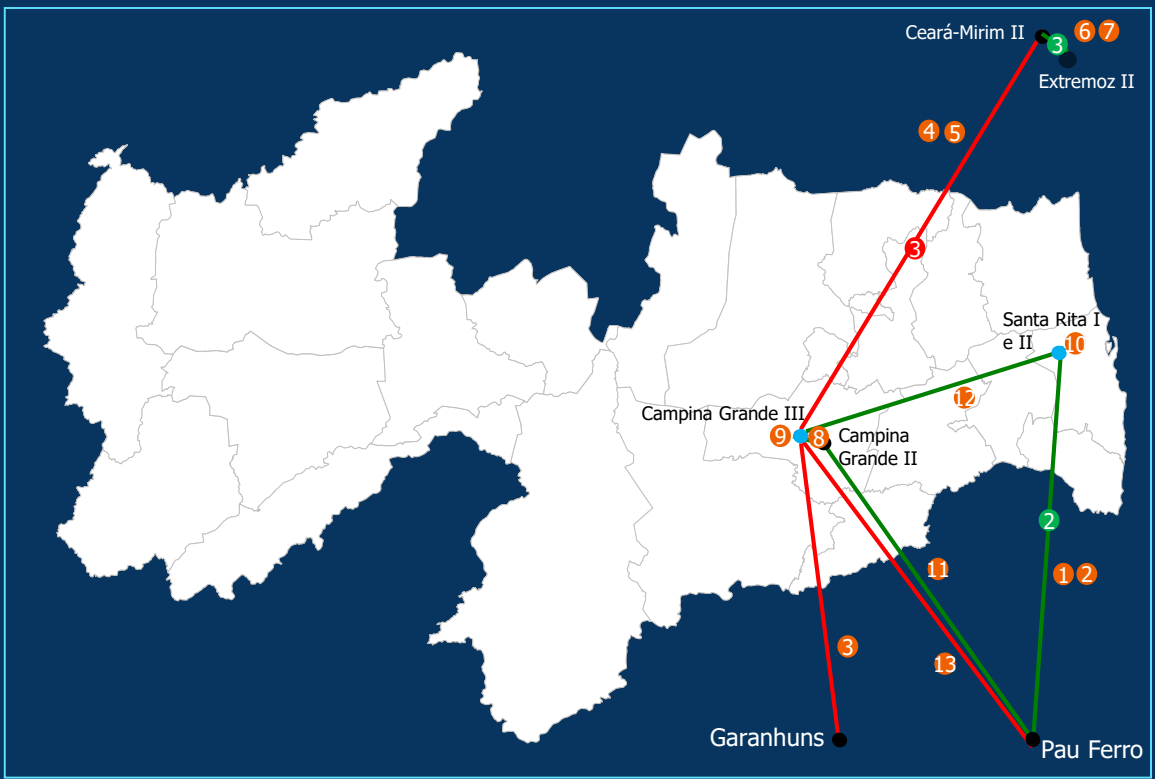 Ceará-Mirim II
3
6 7
Extremoz II
4 5
3
Santa Rita I
e II
10
12
Campina Grande III
9
8
Campina
Grande II
2
11
1 2
3
13
Garanhuns
Pau Ferro